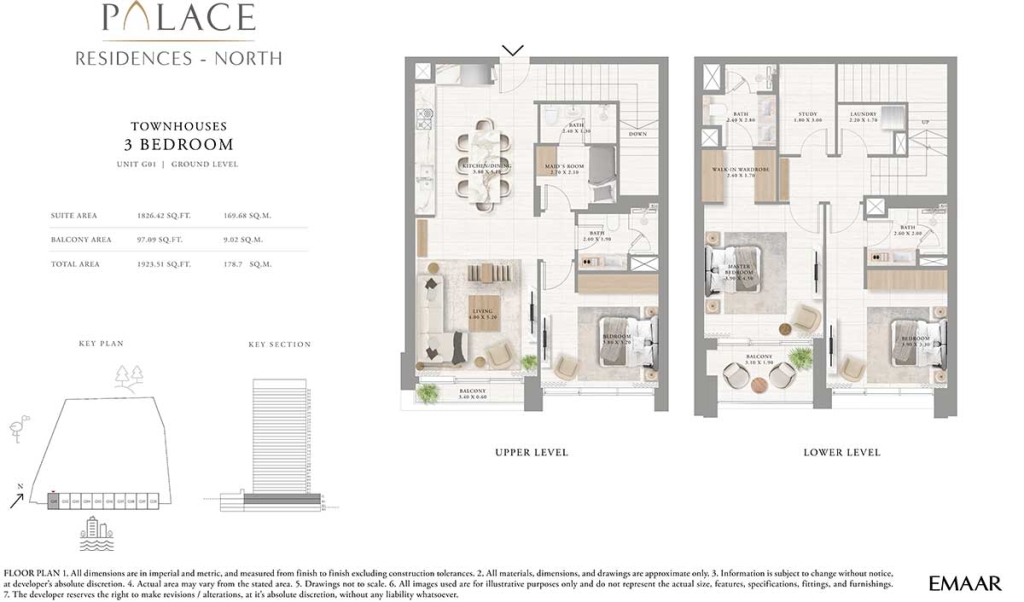 PALACE
RESIDENCES - NORTH
TOWNHOUSES
3 BEDROOM
UNIT G01 | GROUND LEVEL
SUITE AREA 1826.42 SQ.FT. 169.68 SQ.M.
BALCONY AREA 97.09 SQ.FT. 9.02 SQ.M.
TOTAL AREA 1923.51 SQ.FT. 178.7 SQ.M.
KEY PLAN
KEY SECTION
N
BATH
2.40 X 1.30
DOWN
KITCHEN/DINING
MAID'S ROOM
2.70 X 2.10
BATH
2.40 X 1.90
LIVING
4.00 X 5.20
BEDROOM
3.80 X 3.20
BALCONY
3.40 X 0.60
UPPER LEVEL
BATH
2.40 X 2.80
STUDY
1.80 X 3.00
LAUNDRY
2.20 X 1.70
UP
WALK-IN WARDROBE
2.40 X 1.70
BATH
2.60 X 2.00
MASTER
BEDROOM
3.90 X 4.50
BALCONY
3.50 X 1.90
BEDROOM
3.90 X 3.30
LOWER LEVEL
FLOOR PLAN 1. All dimensions are in imperial and metric, and measured from finish to finish excluding construction tolerances. 2. All materials, dimensions, and drawings are approximate only. 3. Information is subject to change without notice,
at developer's absolute discretion. 4. Actual area may vary from the stated area. 5. Drawings not to scale. 6. All images used are for illustrative purposes only and do not represent the actual size, features, specifications, fittings, and furnishings.
7. The developer reserves the right to make revisions / alterations, at it's absolute discretion, without any liability whatsoever.
EMAAR